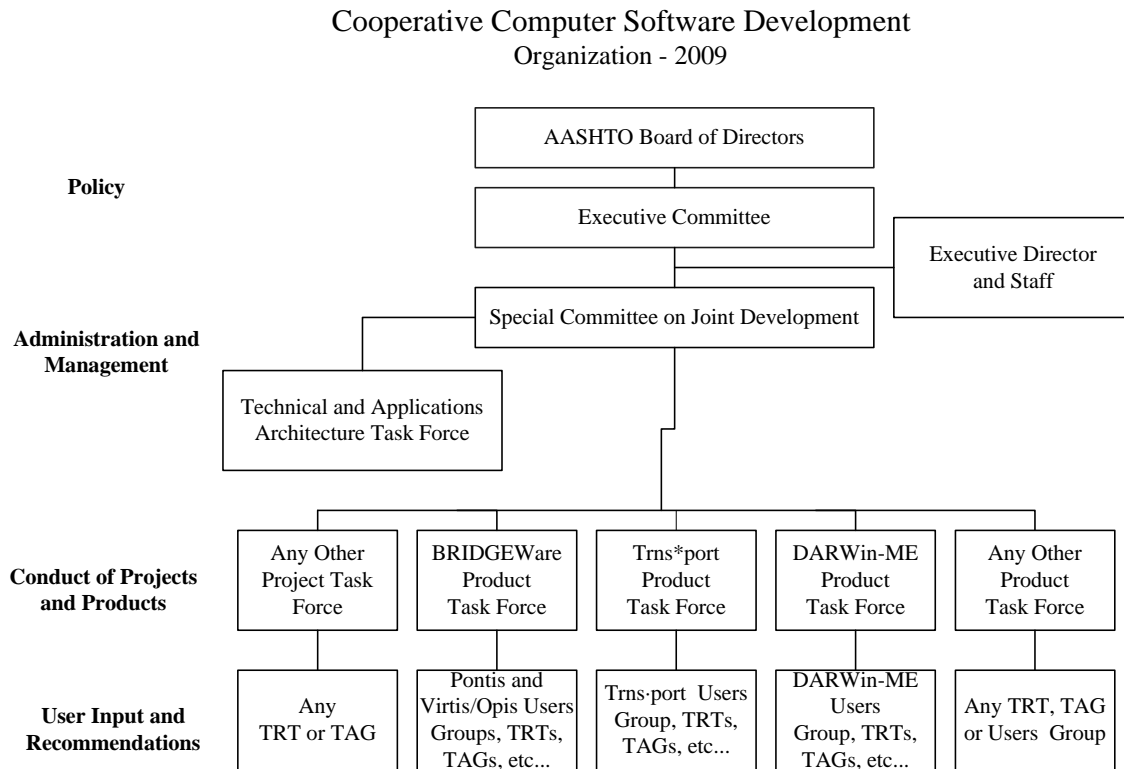 Cooperative Computer Software Development
Organization - 2009
AASHTO Board of Directors
Policy
Executive Committee
Executive Director
and Staff
Special Committee on Joint Development
Administration and
Management
Technical and Applications
Architecture Task Force
Conduct of Projects
and Products
Any Other
Project Task
Force
BRIDGEWare
Product
Task Force
Trns*port
Product
Task Force
DARWin-ME
Product
Task Force
Any Other
Product
Task Force
User Input and
Recommendations
Any
TRT or TAG
Pontis and
Virtis/Opis Users
Groups, TRTs,
TAGs, etc...
Trns·port Users
Group, TRTs,
TAGs, etc...
DARWin-ME
Users
Group, TRTs,
TAGs, etc...
Any TRT, TAG
or Users Group